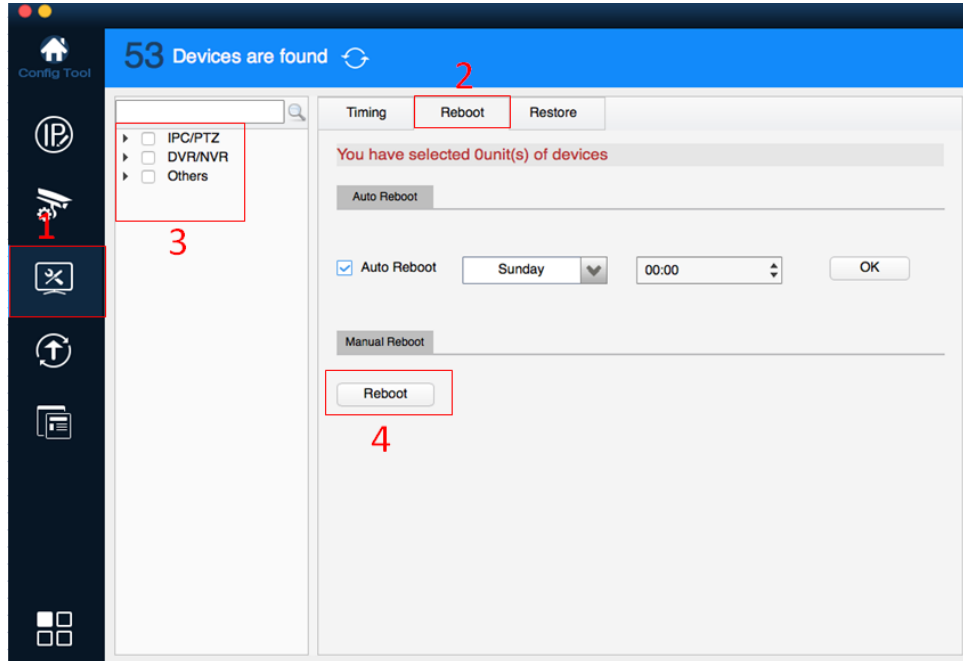 Config Tool
53 Devices are found
1
2
3
4
IP
IPC/PTZ
DVR/NVR
Others
Timing Reboot Restore
You have selected 0unit(s) of devices
Auto Reboot
Auto Reboot Sunday 00:00 OK
Manual Reboot
Reboot